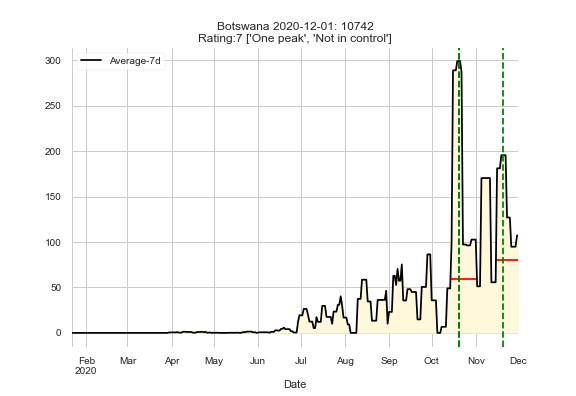 Botswana 2020-12-01: 10742
Rating:7 ['One peak', 'Not in control']
Average-7d
300
250
200
150
100
50
0
Feb Mar Apr May Jun Jul Aug Sep Oct Nov Dec
2020
Date